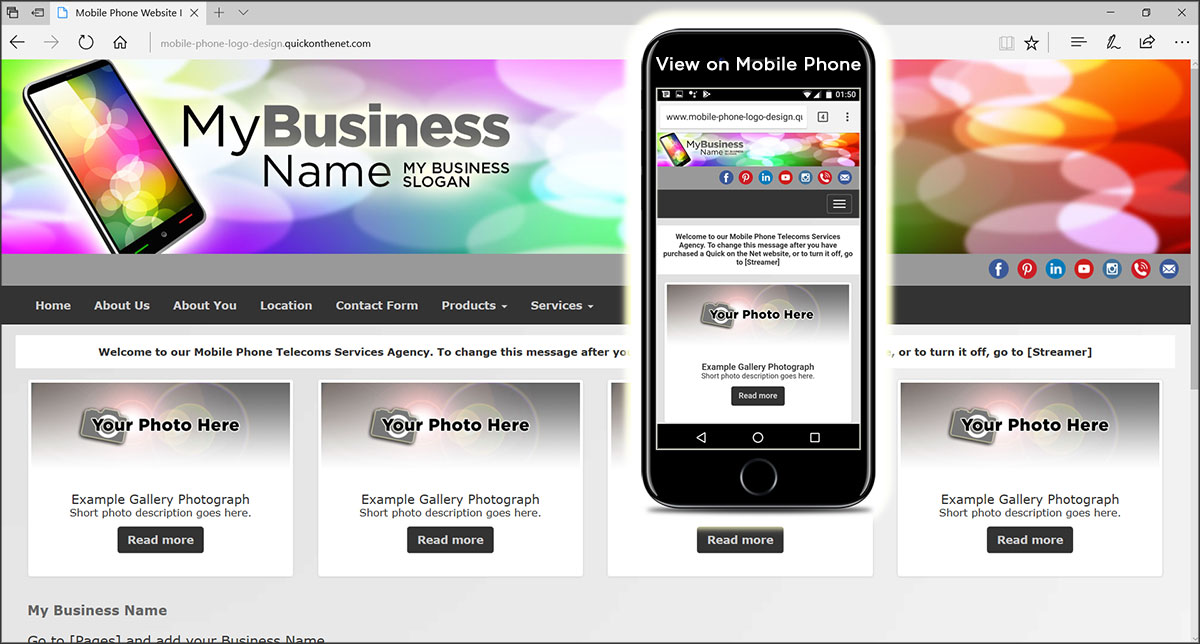 Mobile Phone Website I
mobile-phone-logo-design.quickonthenet.com
MyBusiness
Name
MY BUSINESS
SLOGAN
Home About Us About You Location Contact Form Products Services
Welcome to our Mobile Phone Telecoms Services Agency. To change this message after yo
, or to turn it off, go to [Streamer]
Your Photo Here
Example Gallery Photograph
Short photo description goes here.
Read more
Your Photo Here
Example Gallery Photograph
Short photo description goes here.
Read more
Read more
Your Photo Here
Example Gallery Photograph
Short photo description goes here.
Read more
My Business Name
Go to [Pages] and add your Business Name
View on Mobile Phone
01:50
www.mobile-phone-logo-design.qu
4
MyBusiness
Name
Welcome to our Mobile Phone Telecoms Services
Agency. To change this message after you have
purchased a Quick on the Net website, or to turn it off, go
to [Streamer]
Your Photo Here
Example Gallery Photograph
Short photo description goes here.
Read more